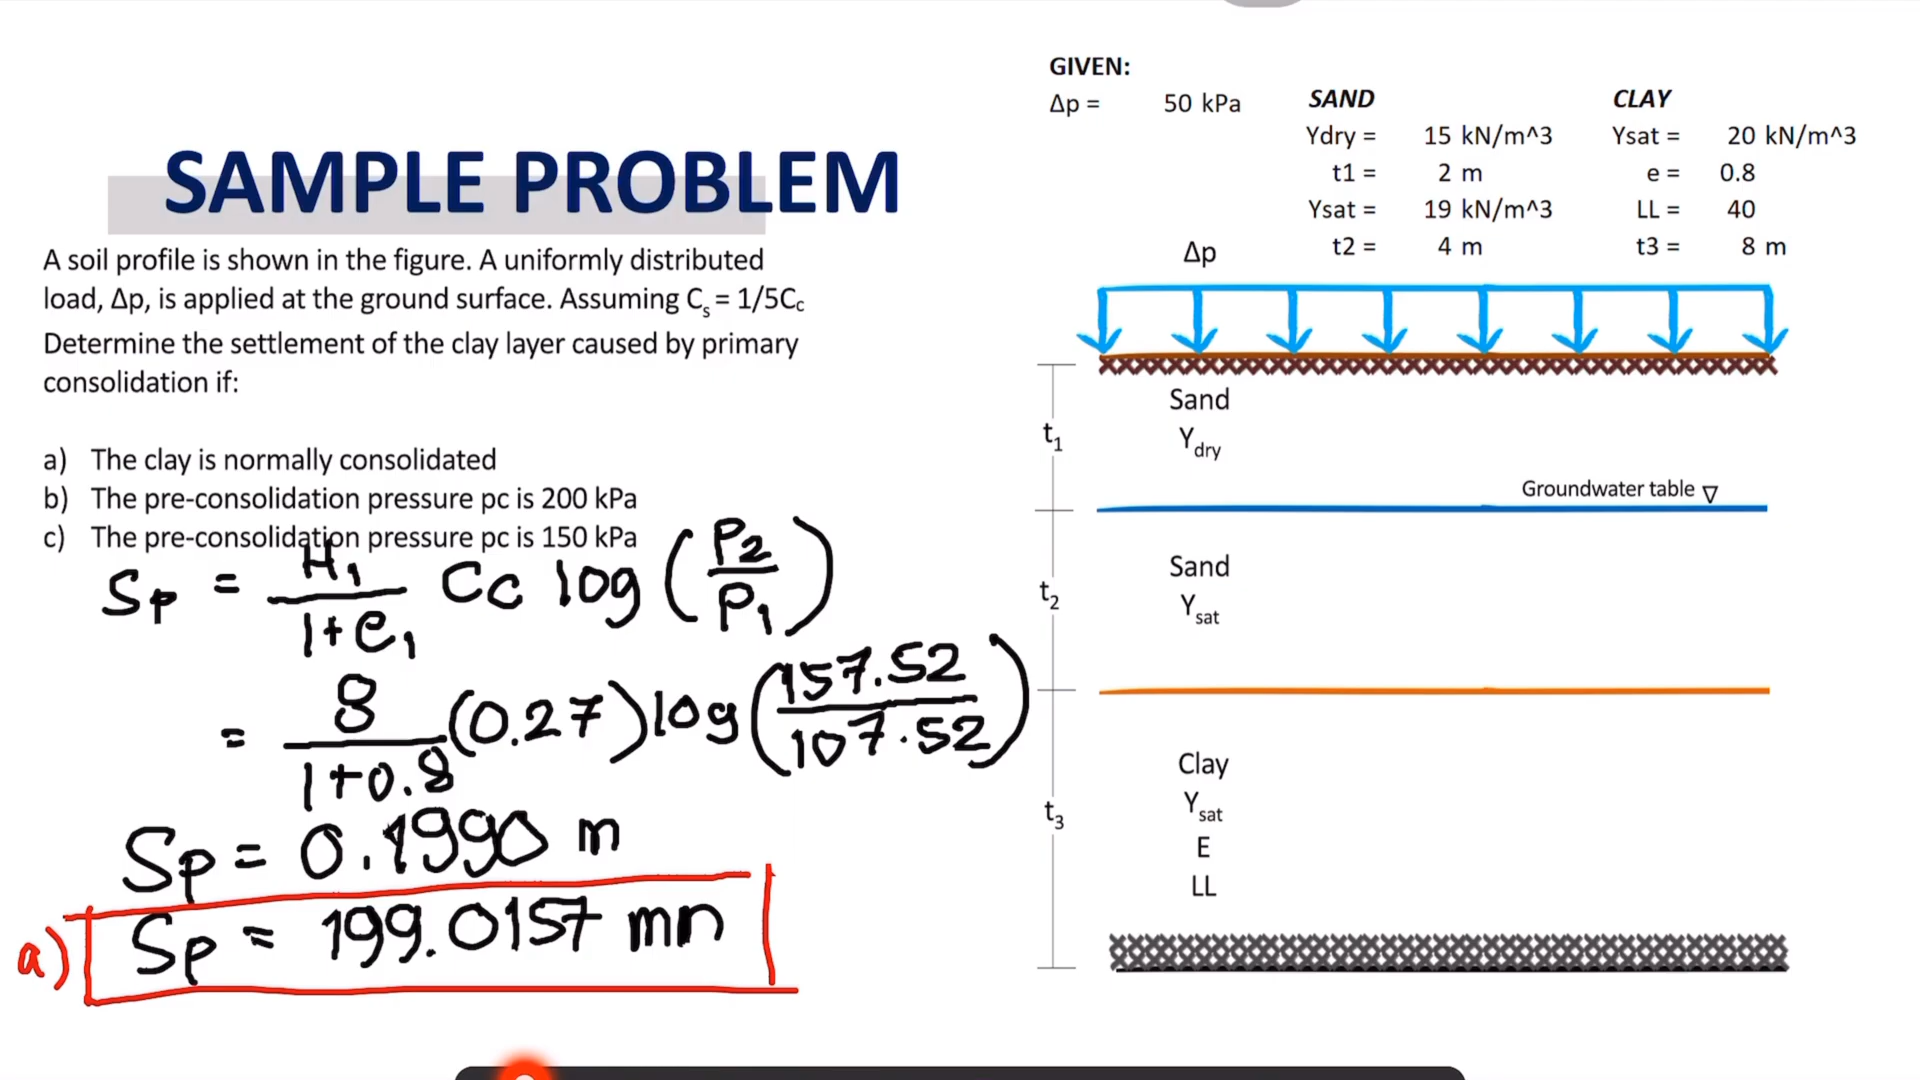 SAMPLE PROBLEM
A soil profile is shown in the figure. A uniformly distributed
load, Δp, is applied at the ground surface. Assuming Cs = 1/5Cc
Determine the settlement of the clay layer caused by primary
consolidation if:
a) The clay is normally consolidated
b) The pre-consolidation pressure pc is 200 kPa
c) The pre-consolidation pressure pc is 150 kPa
Sp = H1/(1+e1) Cc log (P2/P1)
= 8/(1+0.8) (0.27) log (157.52/107.52)
Sp = 0.1990 m
a) Sp = 199.0157 mm
GIVEN:
Δp = 50 kPa
SAND
Ydry = 15 kN/m^3
t1 = 2 m
Ysat = 19 kN/m^3
t2 = 4 m
CLAY
Ysat = 20 kN/m^3
e = 0.8
LL = 40
t3 = 8 m
Δp
t1
Sand
Ydry
Groundwater table
t2
Sand
Ysat
t3
Clay
Ysat
E
LL